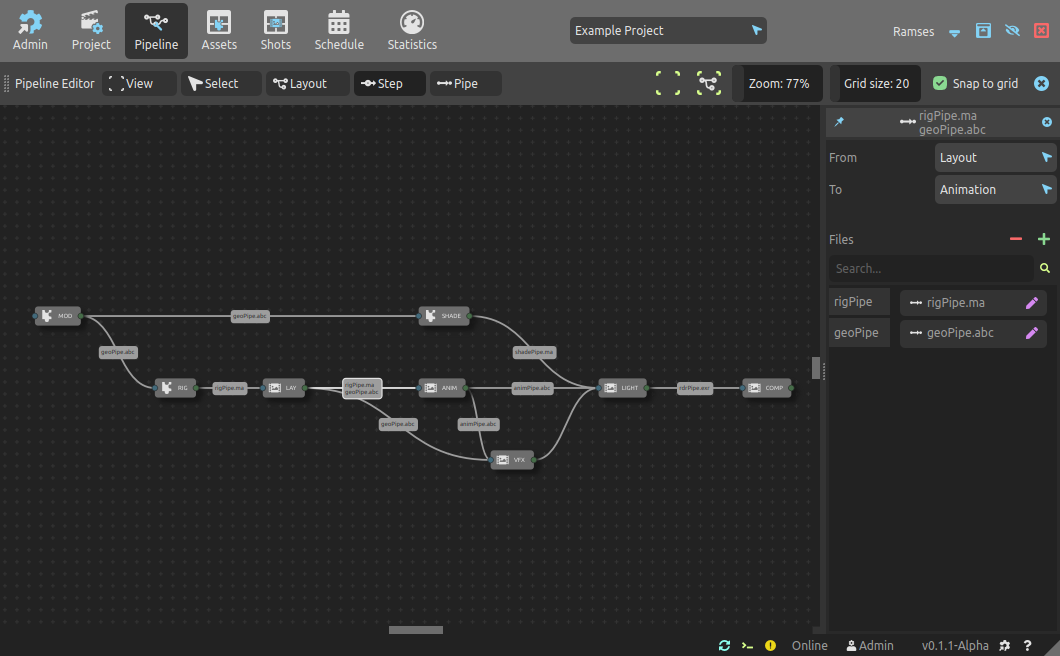 Admin
Project
Pipeline
Assets
Shots
Schedule
Statistics
Example Project
Ramses
Pipeline Editor
View
Select
Layout
Step
Pipe
Zoom: 77%
Grid size: 20
Snap to grid
rigPipe.ma
geoPipe.abc
From
Layout
To
Animation
Files
Search...
rigPipe
rigPipe.ma
geoPipe
geoPipe.abc
MOD
geoPipe.abc
SHADE
geoPipe.abc
shadePipe.ma
RIG
rigPipe.ma
LAY
rigPipe.ma
geoPipe.abc
ANIM
animPipe.abc
LIGHT
rdrPipe.exr
COMP
geoPipe.abc
animPipe.abc
VFX
Online
Admin
v0.1.1-Alpha